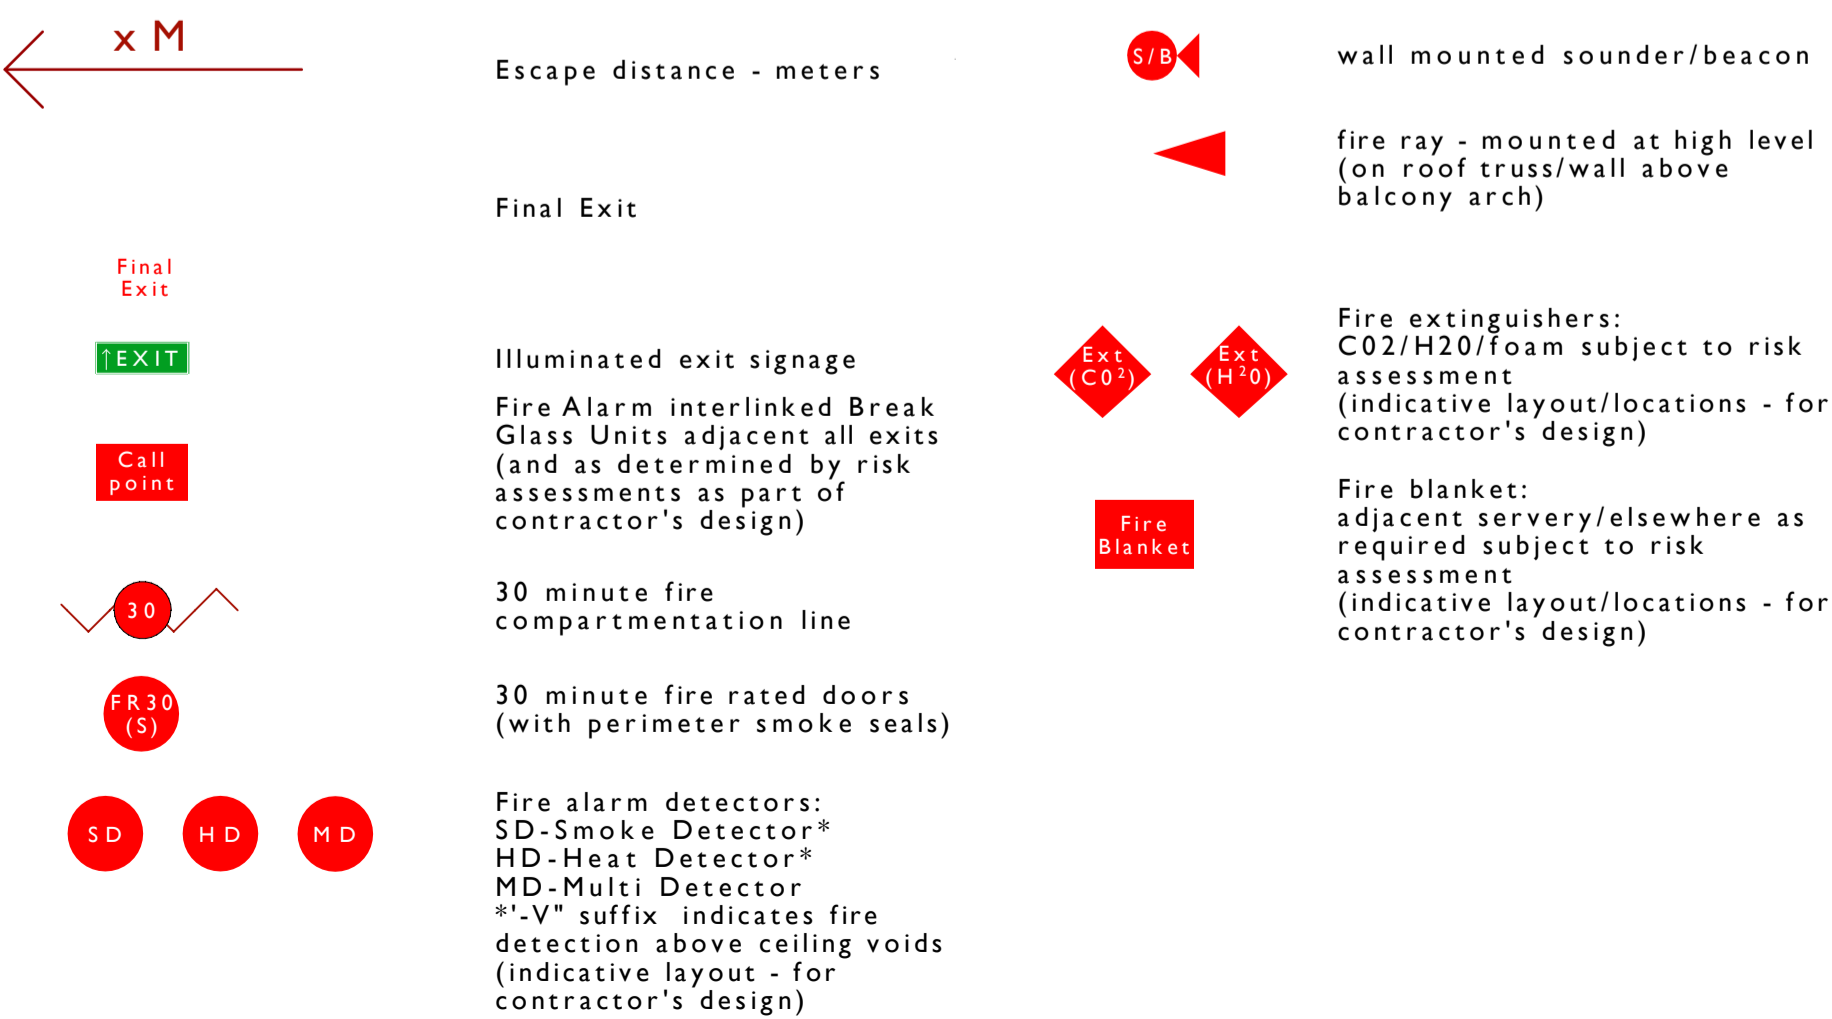 x M
Escape distance - meters
Final Exit
Final
Exit
↑EXIT
Illuminated exit signage
Call
point
Fire Alarm interlinked Break
Glass Units adjacent all exits
(and as determined by risk
assessments as part of
contractor's design)
30
30 minute fire
compartmentation line
FR30
(S)
30 minute fire rated doors
(with perimeter smoke seals)
SD
HD
MD
Fire alarm detectors:
SD-Smoke Detector*
HD-Heat Detector*
MD-Multi Detector
*'-V" suffix indicates fire
detection above ceiling voids
(indicative layout - for
contractor's design)
S/B
wall mounted sounder/beacon
fire ray - mounted at high level
(on roof truss/wall above
balcony arch)
Ext
(C0²)
Ext
(H²0)
Fire extinguishers:
C02/H20/foam subject to risk
assessment
(indicative layout/locations - for
contractor's design)
Fire
Blanket
Fire blanket:
adjacent servery/elsewhere as
required subject to risk
assessment
(indicative layout/locations - for
contractor's design)